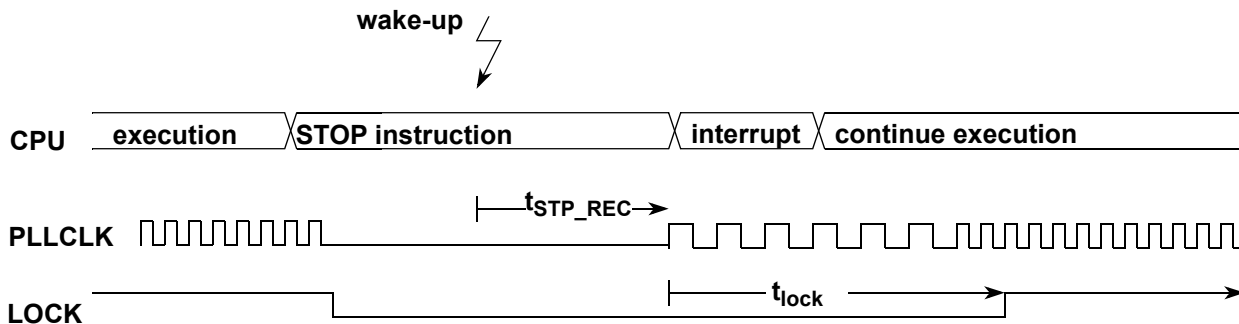 wake-up
CPU execution STOP instruction interrupt continue execution
tSTP_REC
PLLCLK
tlock
LOCK